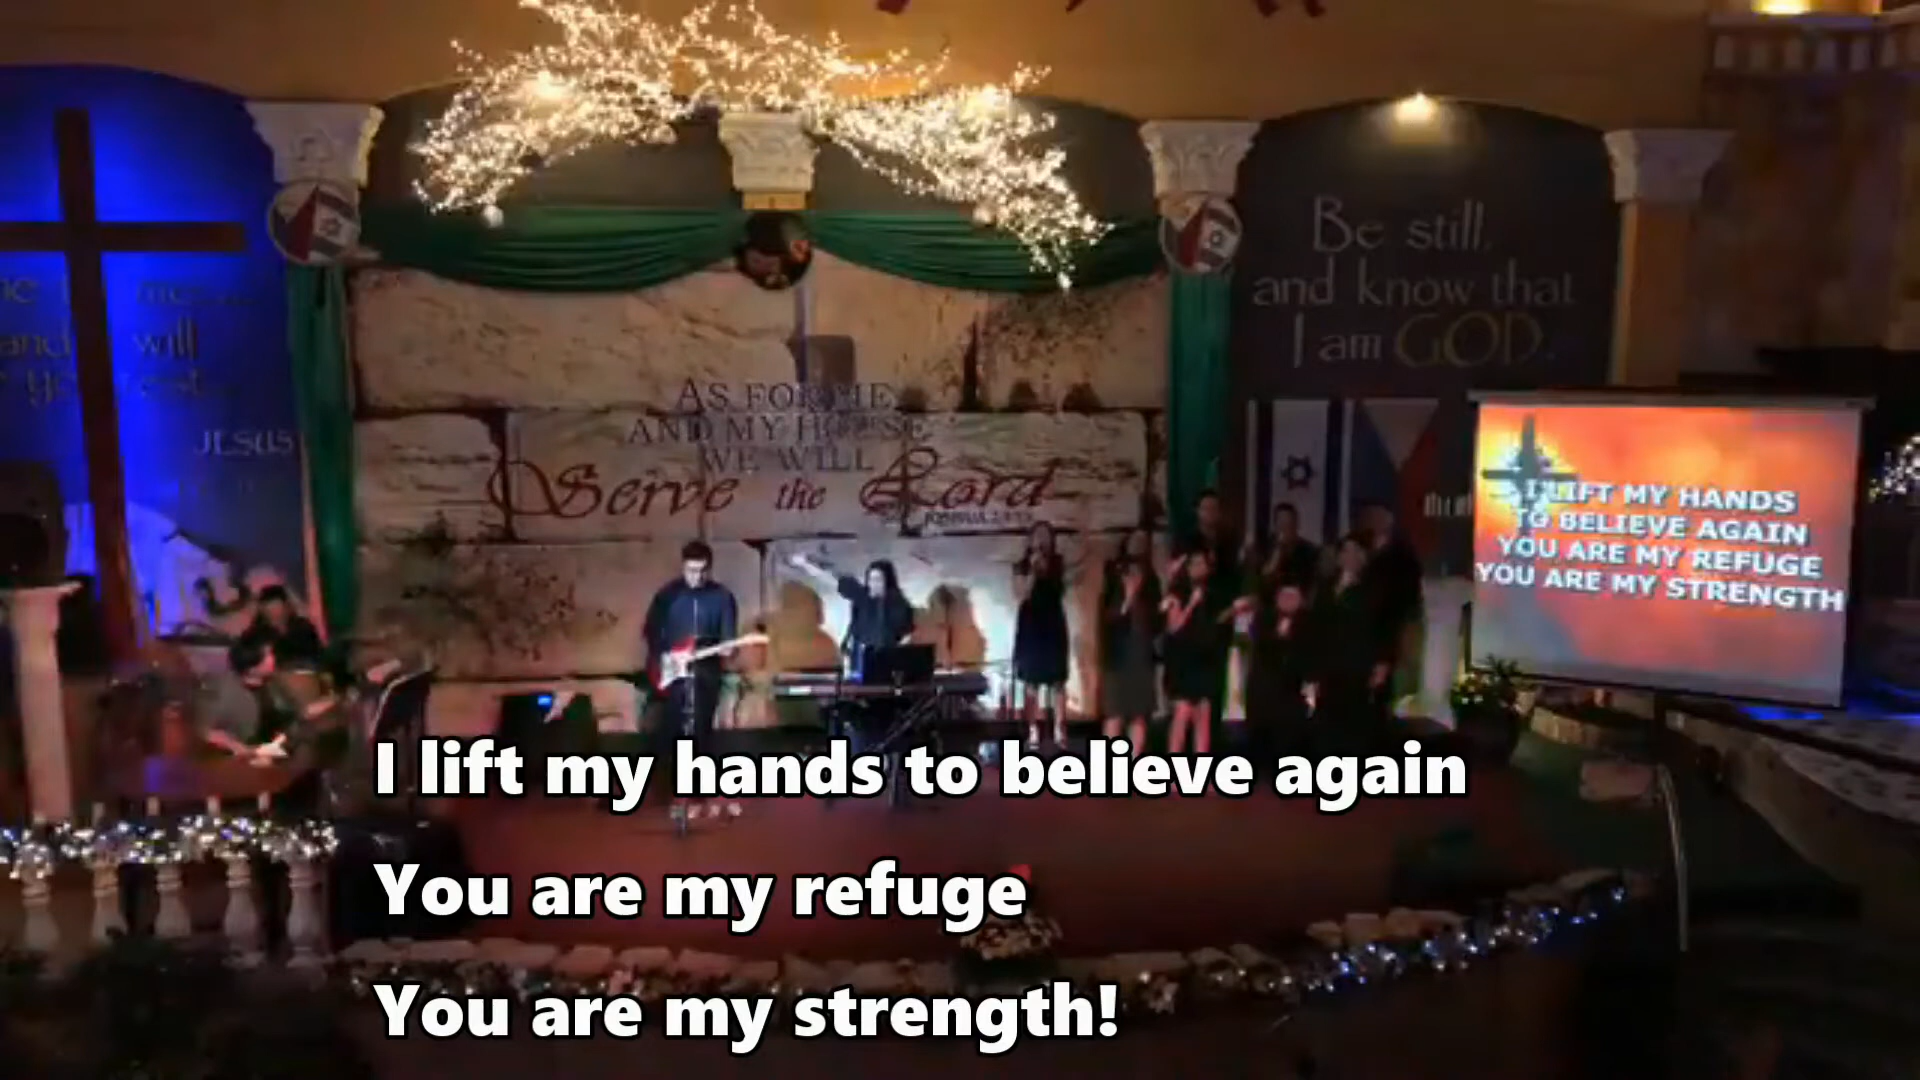 Be still,
and know that
I am GOD.
and will
JESUS
AS FOR ME
AND MY HOUSE
WE WILL
Serve the Lord
I LIFT MY HANDS
TO BELIEVE AGAIN
YOU ARE MY REFUGE
YOU ARE MY STRENGTH
I lift my hands to believe again
You are my refuge
You are my strength!